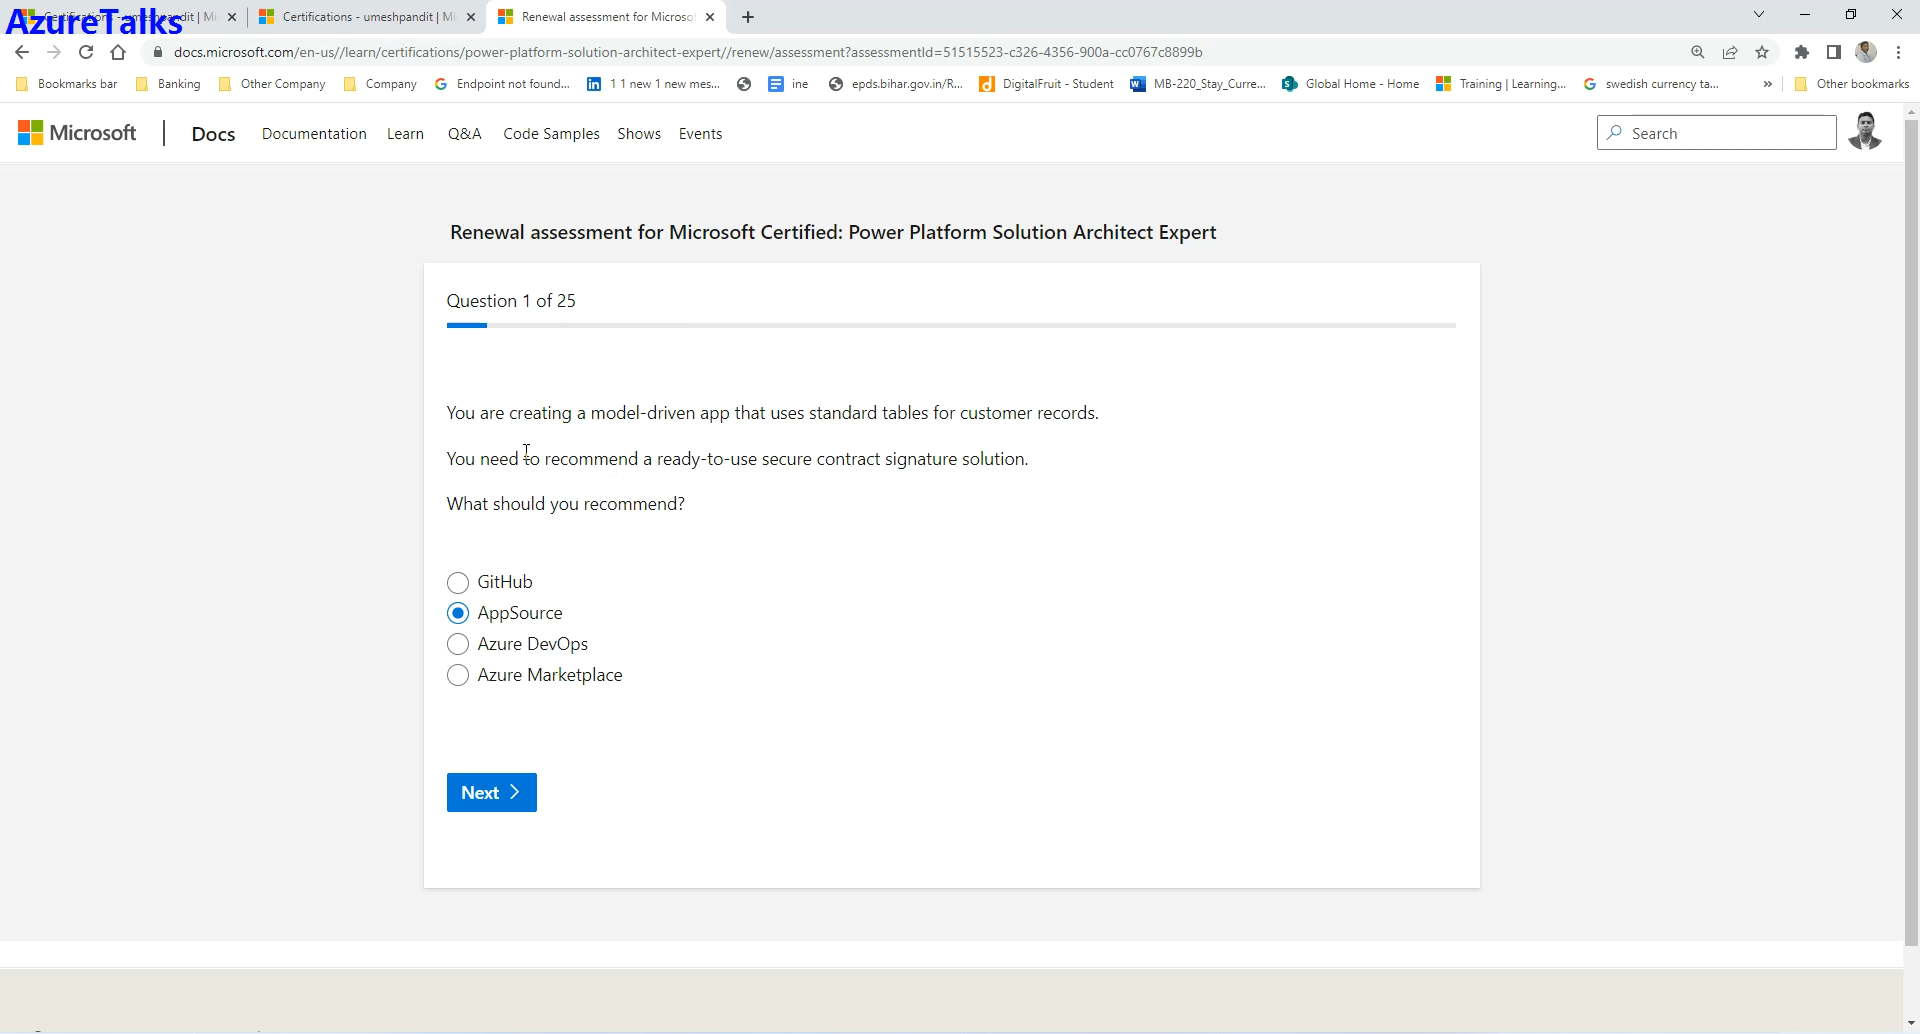 AzureTalks
Certifications - umeshpandit | Mi
Renewal assessment for Microso
docs.microsoft.com/en-us//learn/certifications/power-platform-solution-architect-expert//renew/assessment?assessmentId=51515523-c326-4356-900a-cc0767c8899b
Bookmarks bar Banking Other Company Company Endpoint not found... 1 1 new 1 new mes... ine epds.bihar.gov.in/R... DigitalFruit - Student MB-220_Stay_Curre... Global Home - Home Training | Learning... swedish currency ta... » Other bookmarks
Microsoft Docs Documentation Learn Q&A Code Samples Shows Events Search
Renewal assessment for Microsoft Certified: Power Platform Solution Architect Expert
Question 1 of 25
You are creating a model-driven app that uses standard tables for customer records.
You need to recommend a ready-to-use secure contract signature solution.
What should you recommend?
GitHub
AppSource
Azure DevOps
Azure Marketplace
Next